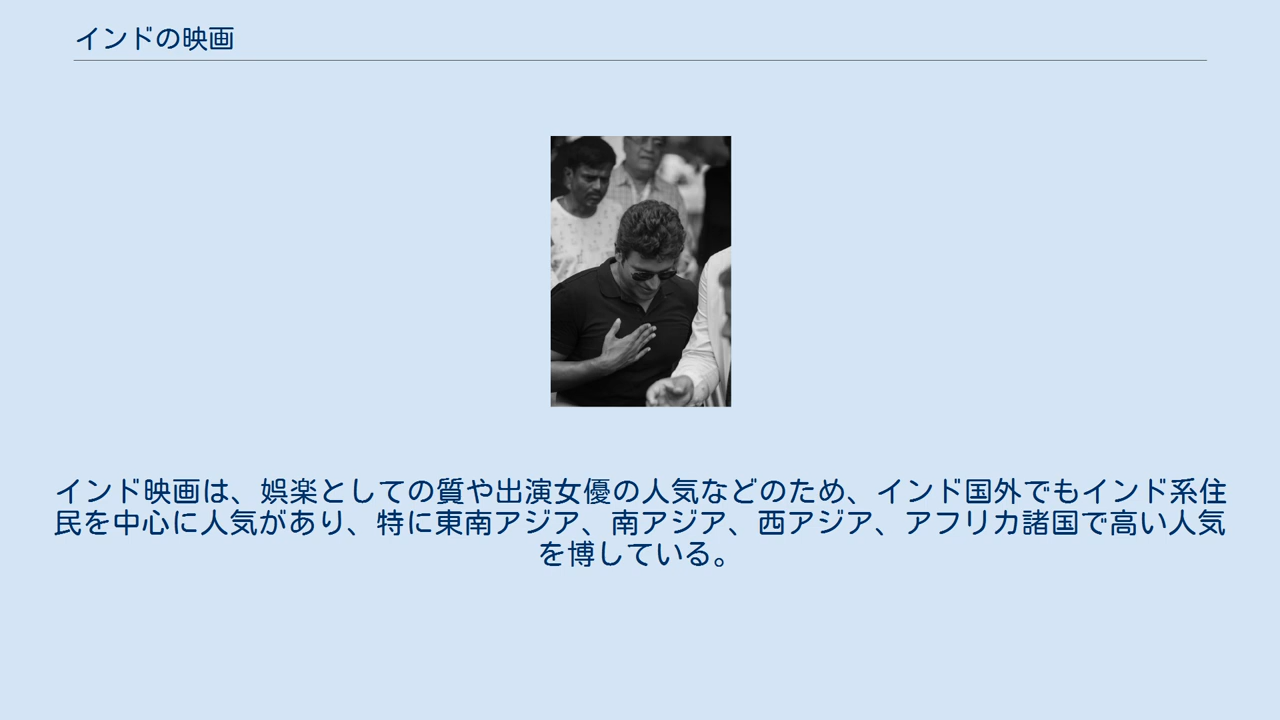 インドの映画
インド映画は、娯楽としての質や出演女優の人気などのため、インド国外でもインド系住
民を中心に人気があり、特に東南アジア、南アジア、西アジア、アフリカ諸国で高い人気
を博している。